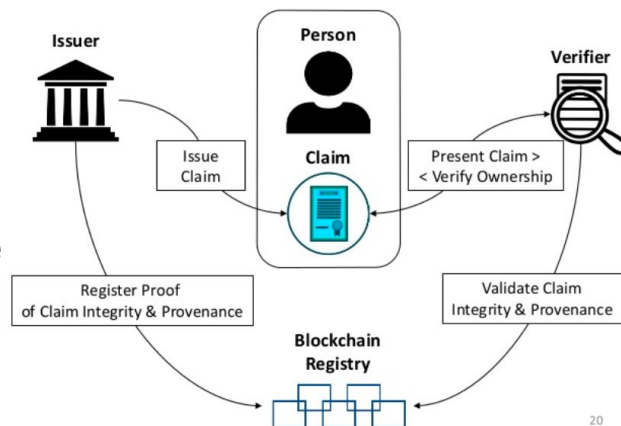 Issuer
Person
Verifier
Claim
Issue
Claim
Present Claim >
< Verify Ownership
Register Proof
of Claim Integrity & Provenance
Validate Claim
Integrity & Provenance
Blockchain
Registry
20